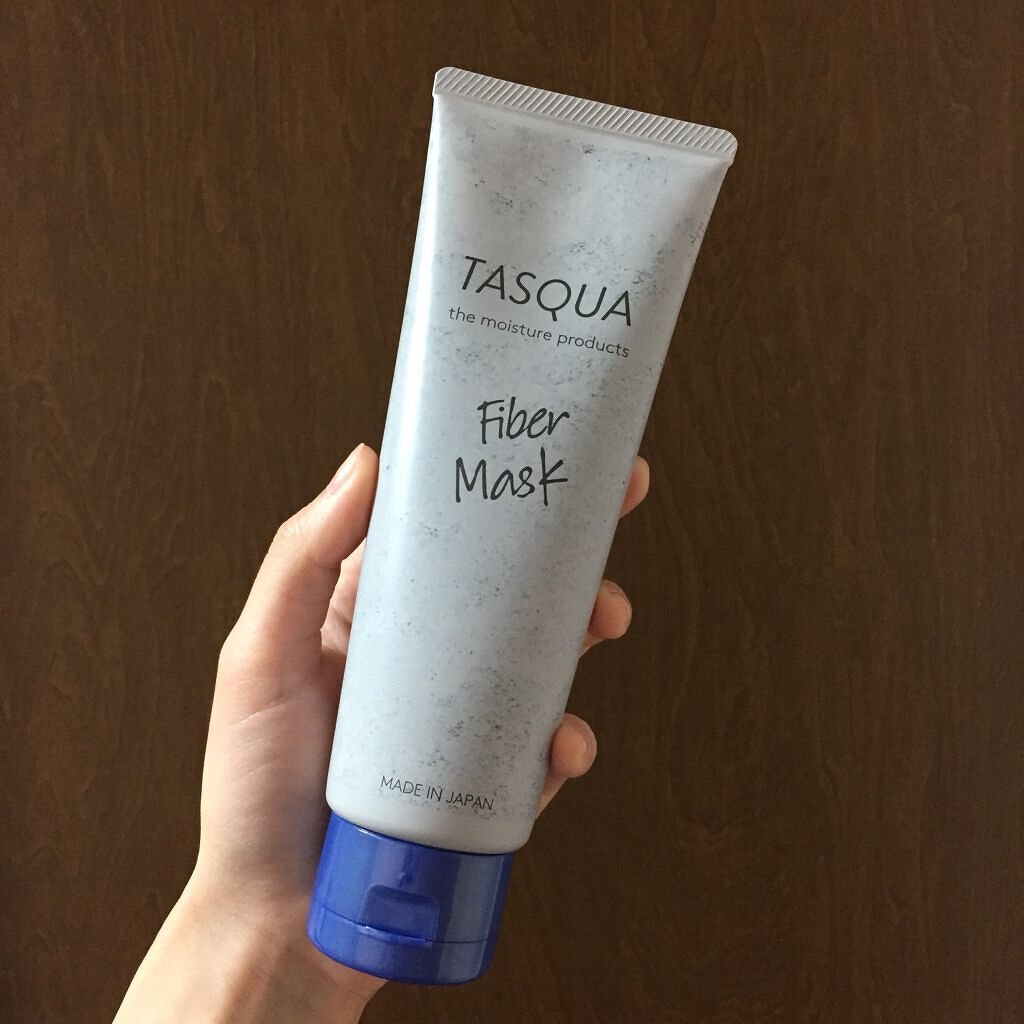 TASQUA
the moisture products
Fiber
Mask
MADE IN JAPAN